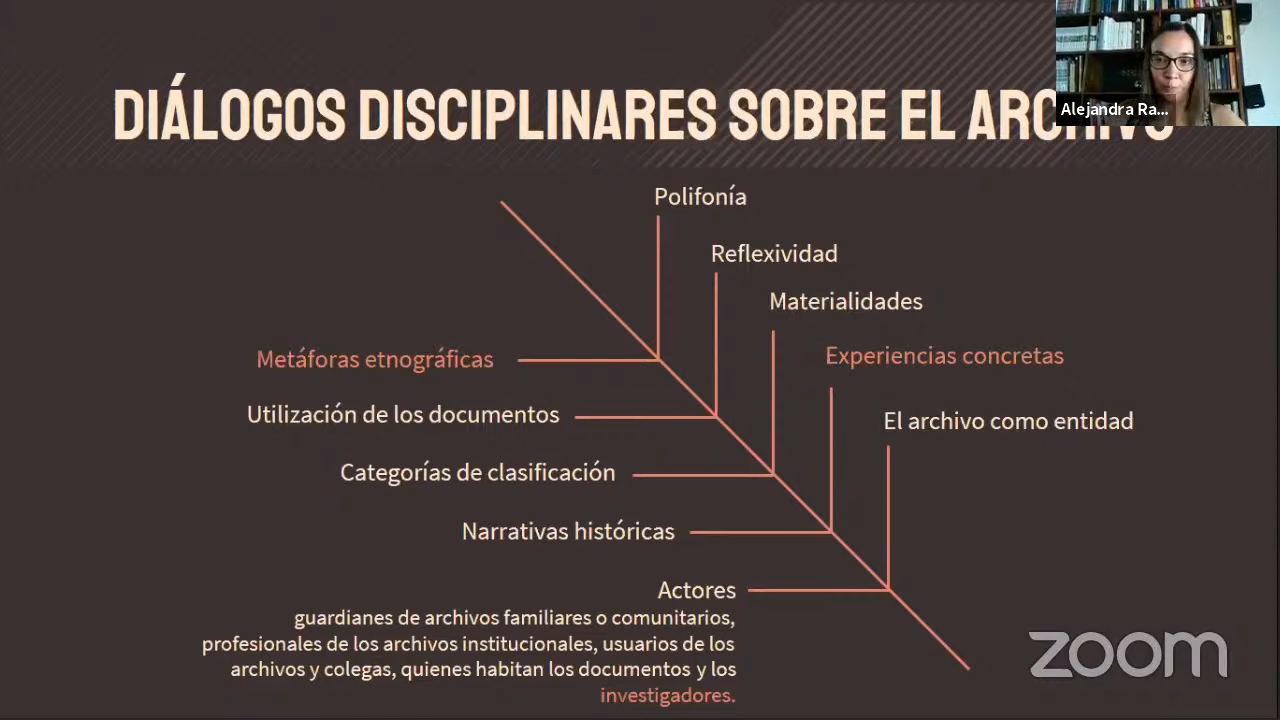 DIÁLOGOS DISCIPLINARES SOBRE EL ARCHIVO
Alejandra Ra...
Polifonía
Reflexividad
Materialidades
Metáforas etnográficas
Experiencias concretas
Utilización de los documentos
El archivo como entidad
Categorías de clasificación
Narrativas históricas
Actores
guardianes de archivos familiares o comunitarios,
profesionales de los archivos institucionales, usuarios de los
archivos y colegas, quienes habitan los documentos y los
investigadores.
zoom